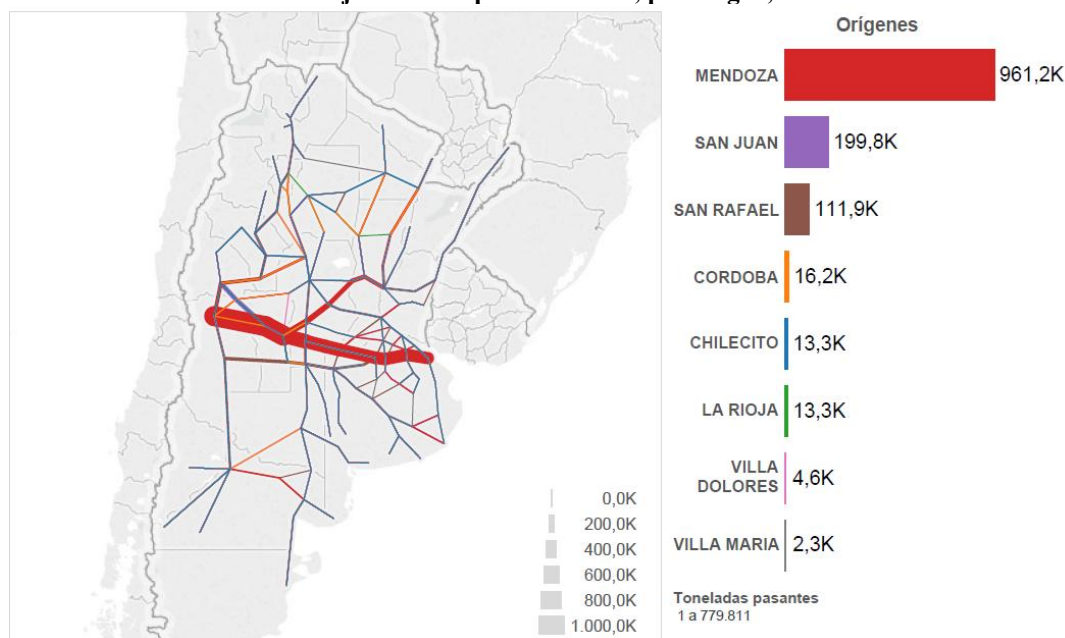 Orígenes
MENDOZA
961,2K
SAN JUAN
199,8K
SAN RAFAEL
111,9K
CORDOBA
16,2K
CHILECITO
13,3K
LA RIOJA
13,3K
VILLA
DOLORES
4,6K
VILLA MARIA
2,3K
0,0K
200,0K
400,0K
600,0K
800,0K
1.000,0K
Toneladas pasantes
1 a 779.811